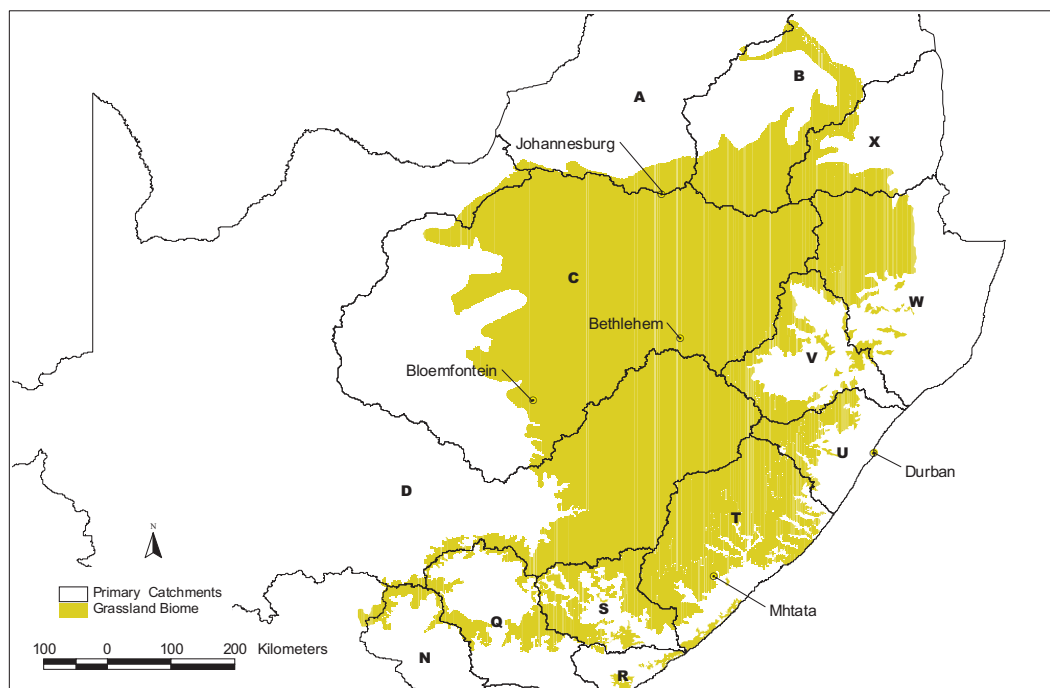 B
A
X
Johannesburg
C
W
Bethlehem
V
Bloemfontein
U
Durban
D
T
N
Primary Catchments
Grassland Biome
Mhtata
S
Q
N
R
100 0 100 200 Kilometers